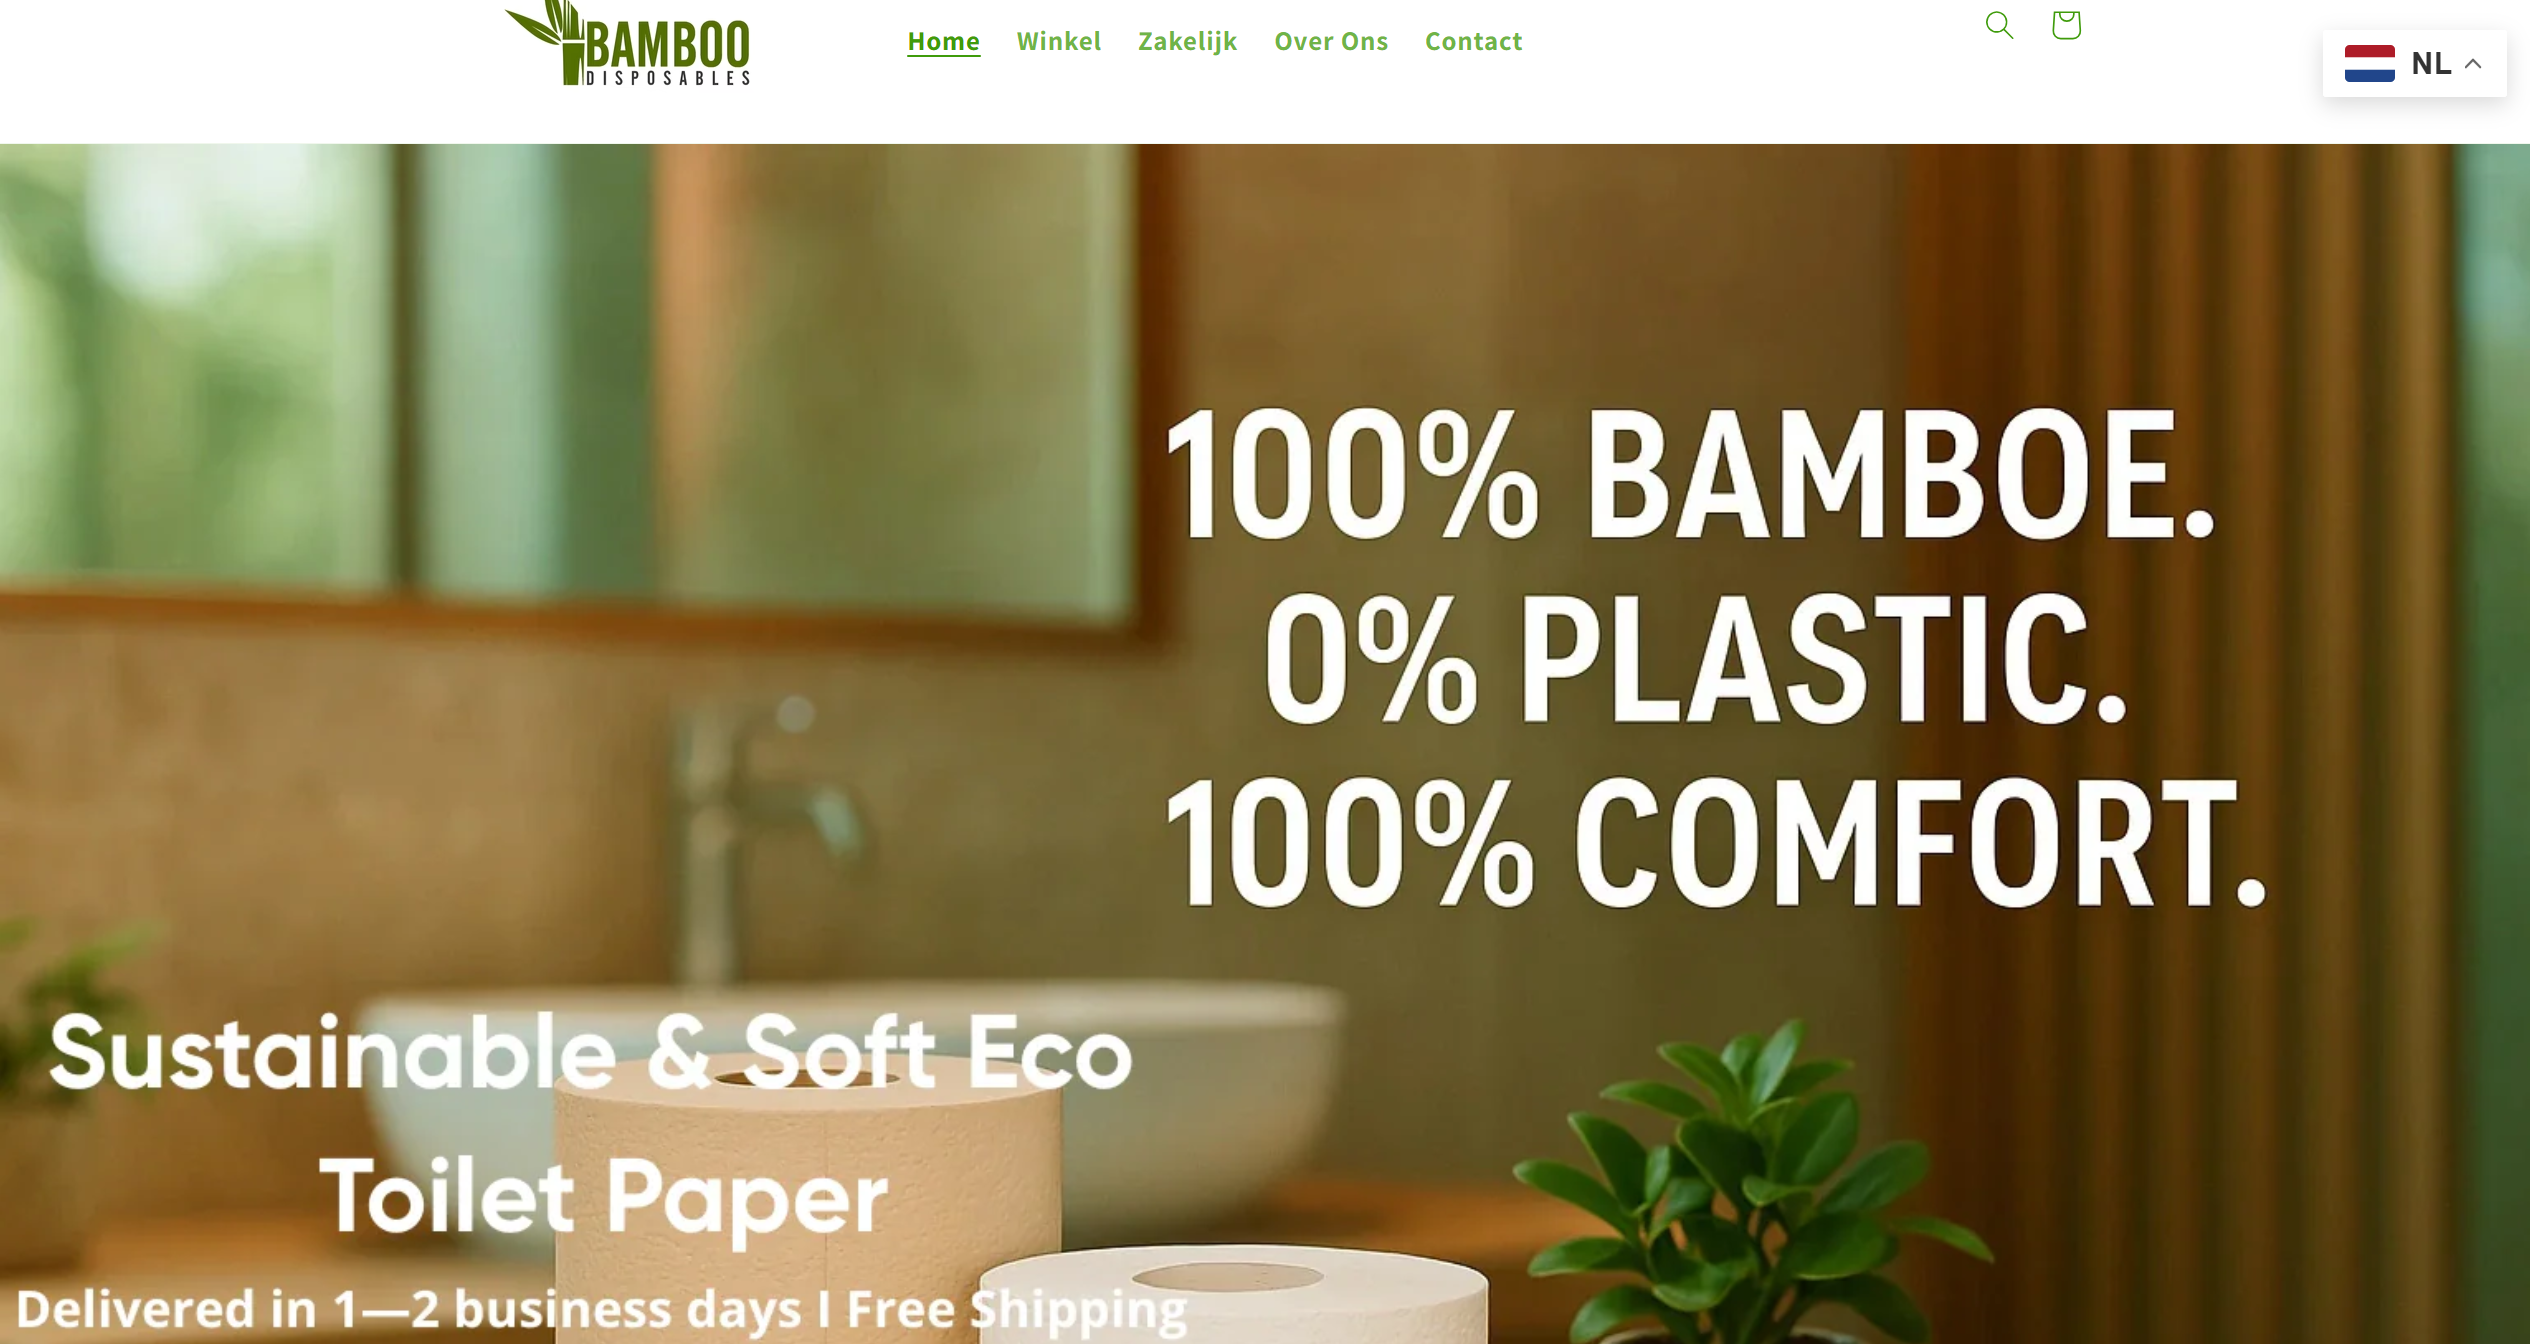 BAMBOO
DISPOSABLES
Home Winkel Zakelijk Over Ons Contact
NL
100% BAMBOE.
0% PLASTIC.
100% COMFORT.
Sustainable & Soft Eco
Toilet Paper
Delivered in 1—2 business days I Free Shipping